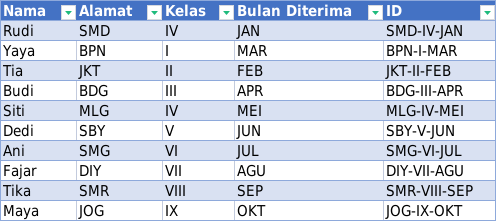 Nama Alamat Kelas Bulan Diterima ID
Rudi SMD IV JAN SMD-IV-JAN
Yaya BPN I MAR BPN-I-MAR
Tia JKT II FEB JKT-II-FEB
Budi BDG III APR BDG-III-APR
Siti MLG IV MEI MLG-IV-MEI
Dedi SBY V JUN SBY-V-JUN
Ani SMG VI JUL SMG-VI-JUL
Fajar DIY VII AGU DIY-VII-AGU
Tika SMR VIII SEP SMR-VIII-SEP
Maya JOG IX OKT JOG-IX-OKT